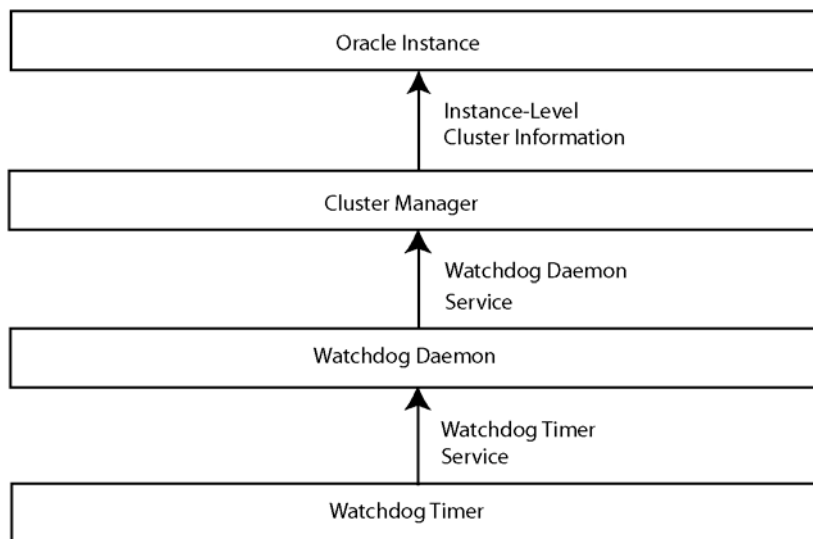 Oracle Instance
Instance-Level
Cluster Information
Cluster Manager
Watchdog Daemon
Service
Watchdog Daemon
Watchdog Timer
Service
Watchdog Timer